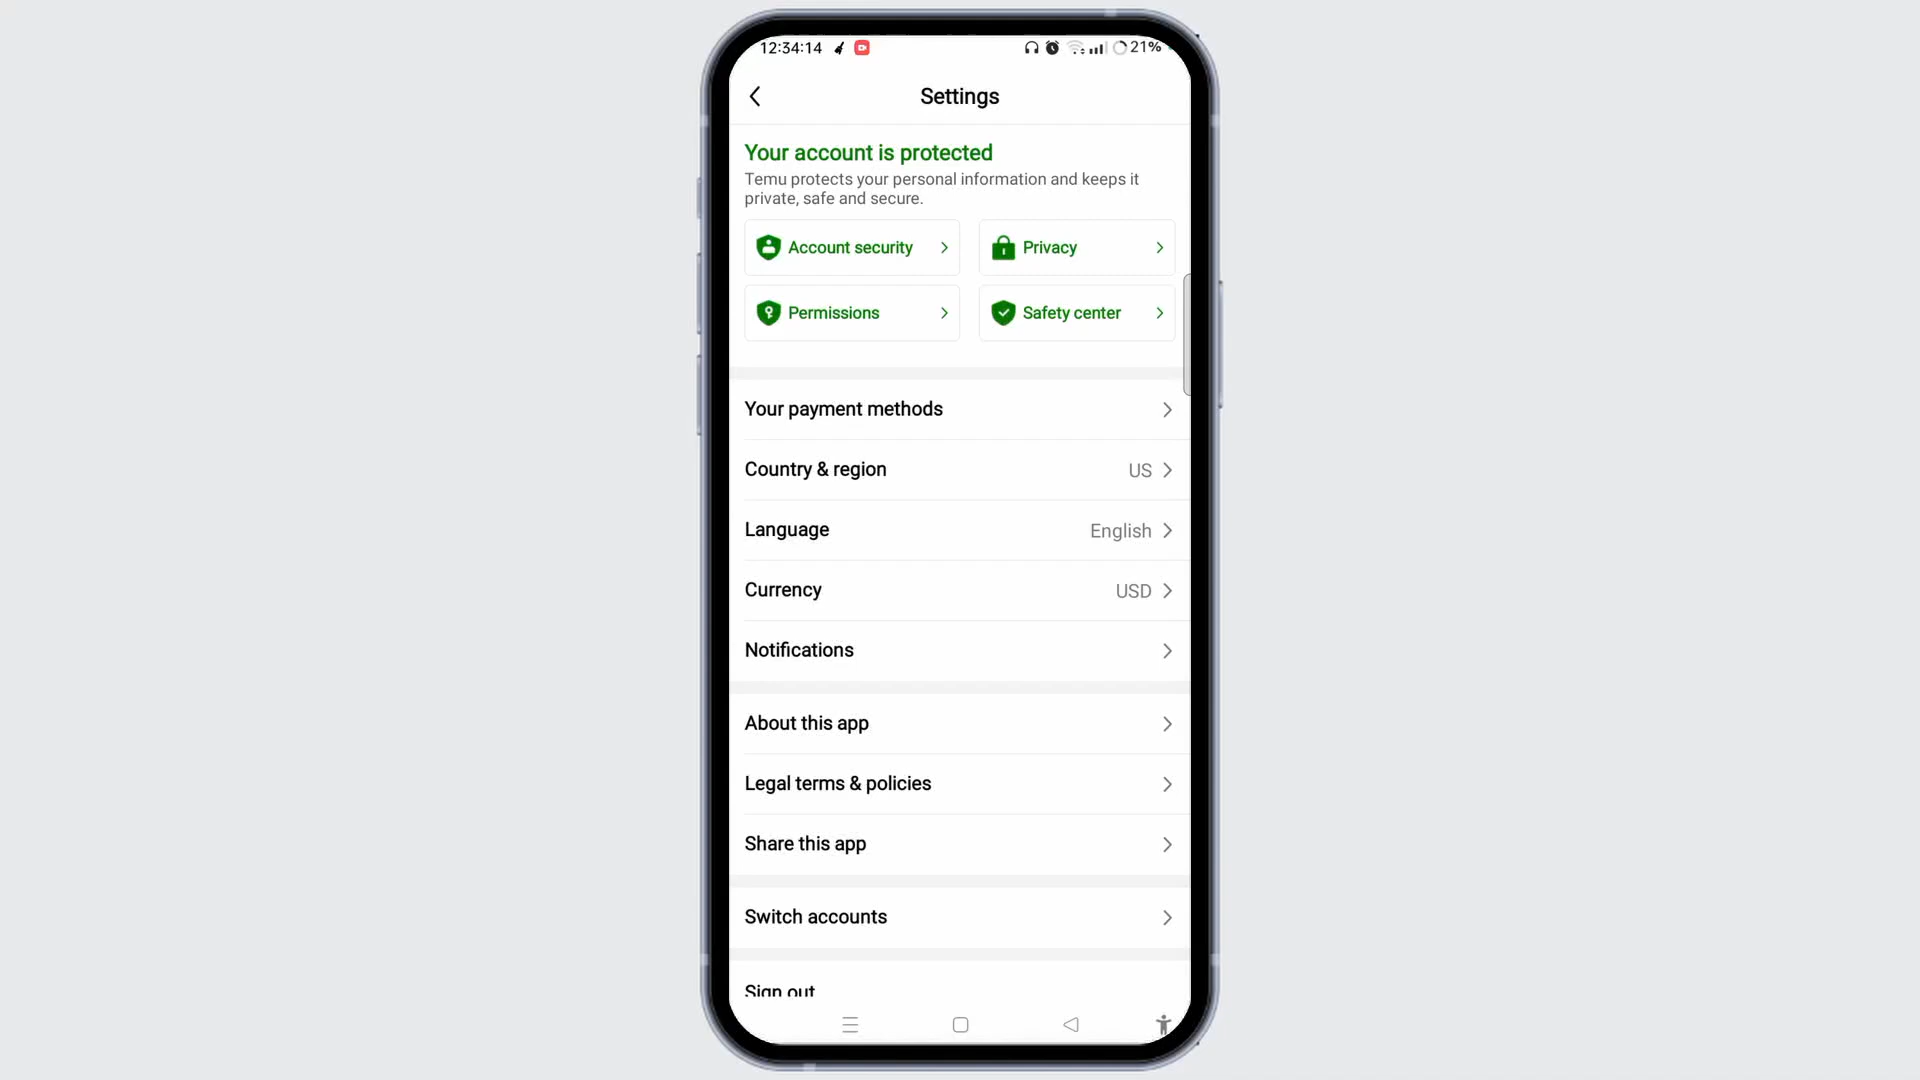 12:34:14
21%
Settings
Your account is protected
Temu protects your personal information and keeps it
private, safe and secure.
Account security
Privacy
Permissions
Safety center
Your payment methods
Country & region US
Language English
Currency USD
Notifications
About this app
Legal terms & policies
Share this app
Switch accounts
Sign out